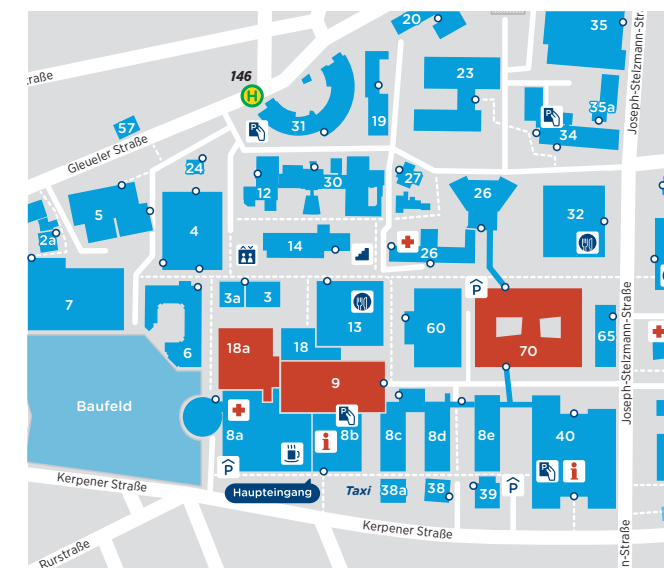 20
35
Joseph-Stelzmann-Str
raße
146
H
23
P
35a
57
31
19
34
Gleueler Straße
24
12
30
27
26
5
4
32
2a
14
26
P
3a
3
7
13
60
70
65
6
18a
18
Joseph-Stelzmann-Straße
9
Baufeld
P
8a
i
8b
8c
8d
8e
40
P
P
i
Kerpener Straße
Haupteingang
Taxi
38a
38
39
P
Kerpener Straße
Rurstraße
n-Straße